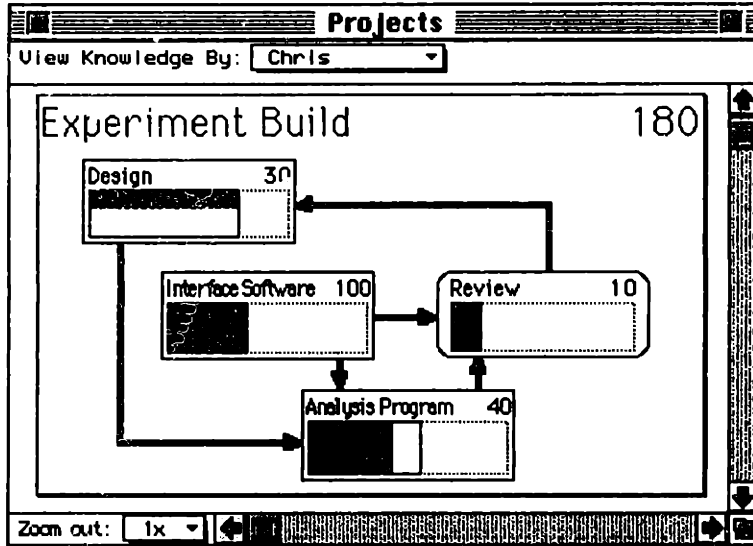 Projects
View Knowledge By: Chris
Experiment Build 180
Design 30
Interface Software 100
Review 10
Analysis Program 40
Zoom out: 1x